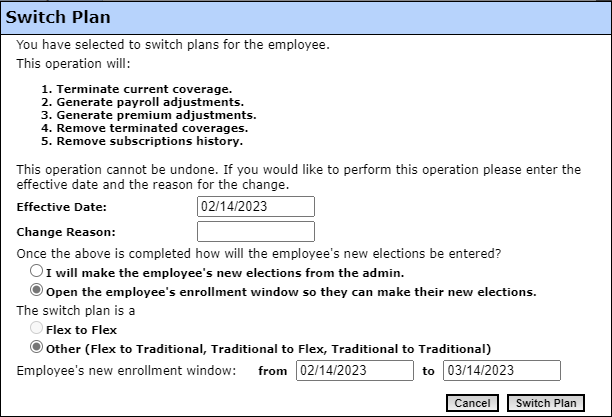 Switch Plan
You have selected to switch plans for the employee.
This operation will:
1. Terminate current coverage.
2. Generate payroll adjustments.
3. Generate premium adjustments.
4. Remove terminated coverages.
5. Remove subscriptions history.
This operation cannot be undone. If you would like to perform this operation please enter the
effective date and the reason for the change.
Effective Date: 02/14/2023
Change Reason:
Once the above is completed how will the employee's new elections be entered?
I will make the employee's new elections from the admin.
Open the employee's enrollment window so they can make their new elections.
The switch plan is a
Flex to Flex
Other (Flex to Traditional, Traditional to Flex, Traditional to Traditional)
Employee's new enrollment window: from 02/14/2023 to 03/14/2023
Cancel Switch Plan